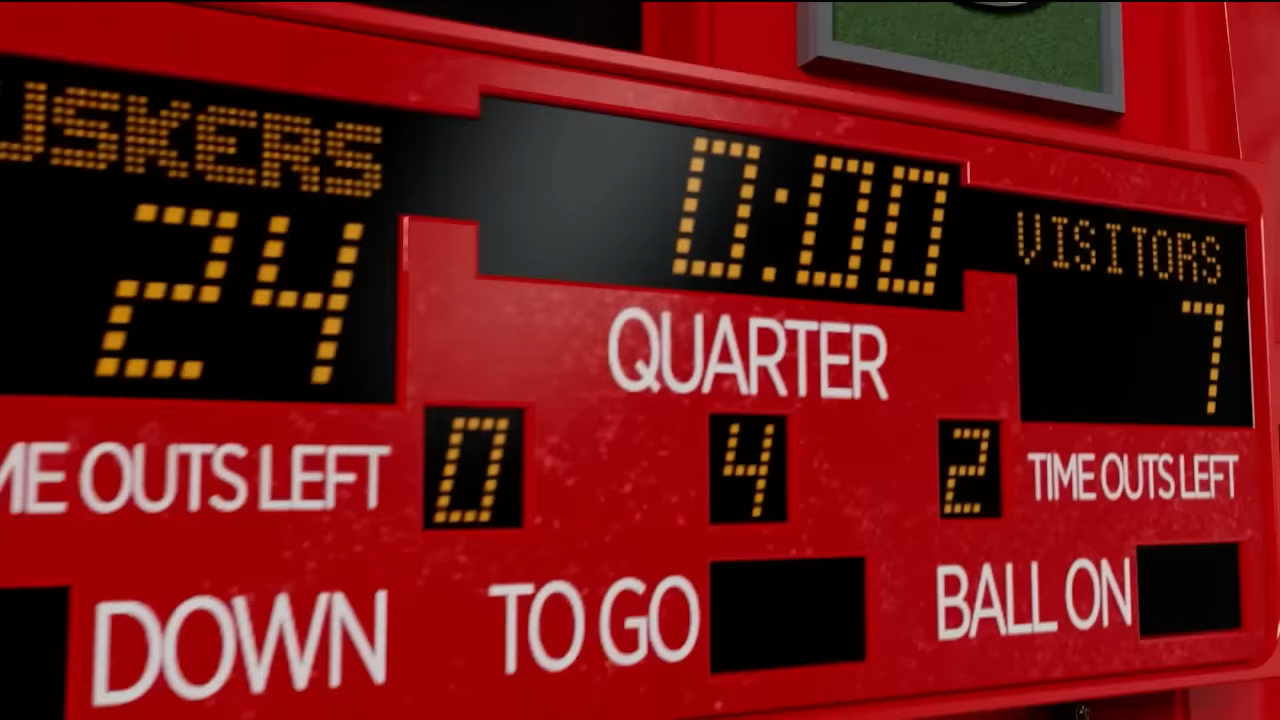 USKERS
24
0:00
VISITORS
7
QUARTER
ME OUTS LEFT 0
4
2 TIME OUTS LEFT
DOWN
TO GO
BALL ON